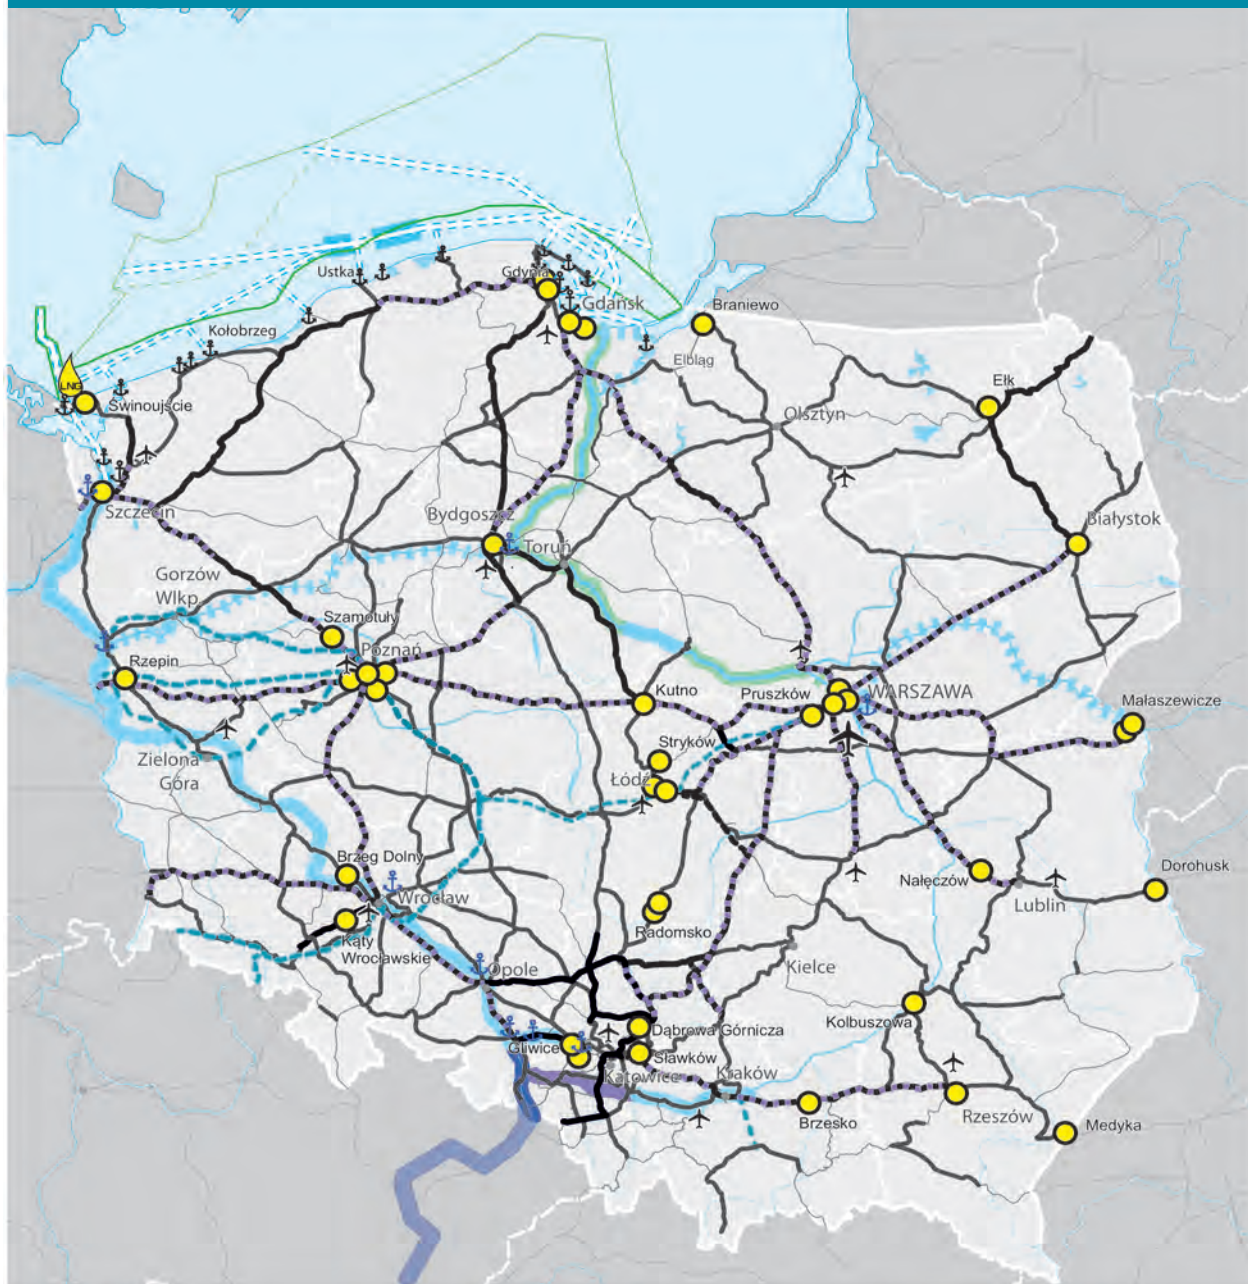 Ustka
Gdynia
Gdańsk
Braniewo
Kołobrzeg
Elbląg
LNG
Świnoujście
Ełk
Olsztyn
Szczecin
Bydgoszcz
Białystok
Toruń
Gorzów
Wlkp.
Szamotuły
Poznań
Rzepin
Kutno
Pruszków
WARSZAWA
Małaszewicze
Stryków
Zielona
Góra
Łódź
Brzeg Dolny
Dorohusk
Nałęczów
Wrocław
Lublin
Radomsko
Kąty
Wrocławskie
Opole
Kielce
Kolbuszowa
Dąbrowa Górnicza
Gliwice
Sławków
Katowice
Kraków
Brzesko
Rzeszów
Medyka